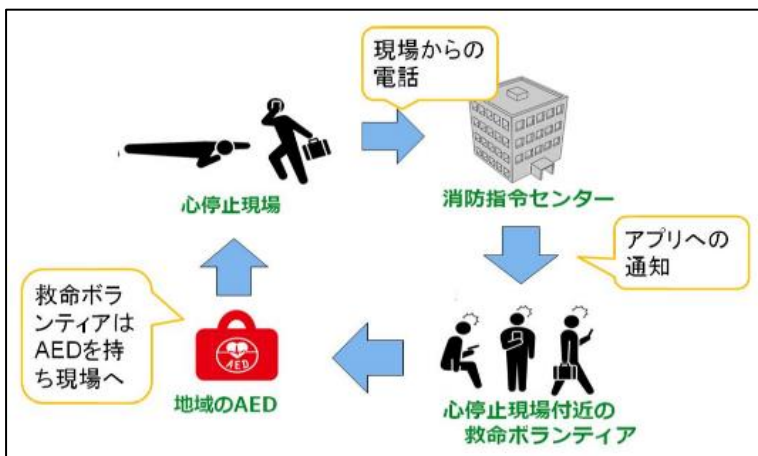 現場からの
電話
心停止現場
消防指令センター
アプリへの
通知
救命ボラ
ンティアは
AEDを持
ち現場へ
AED
地域のAED
心停止現場付近の
救命ボランティア